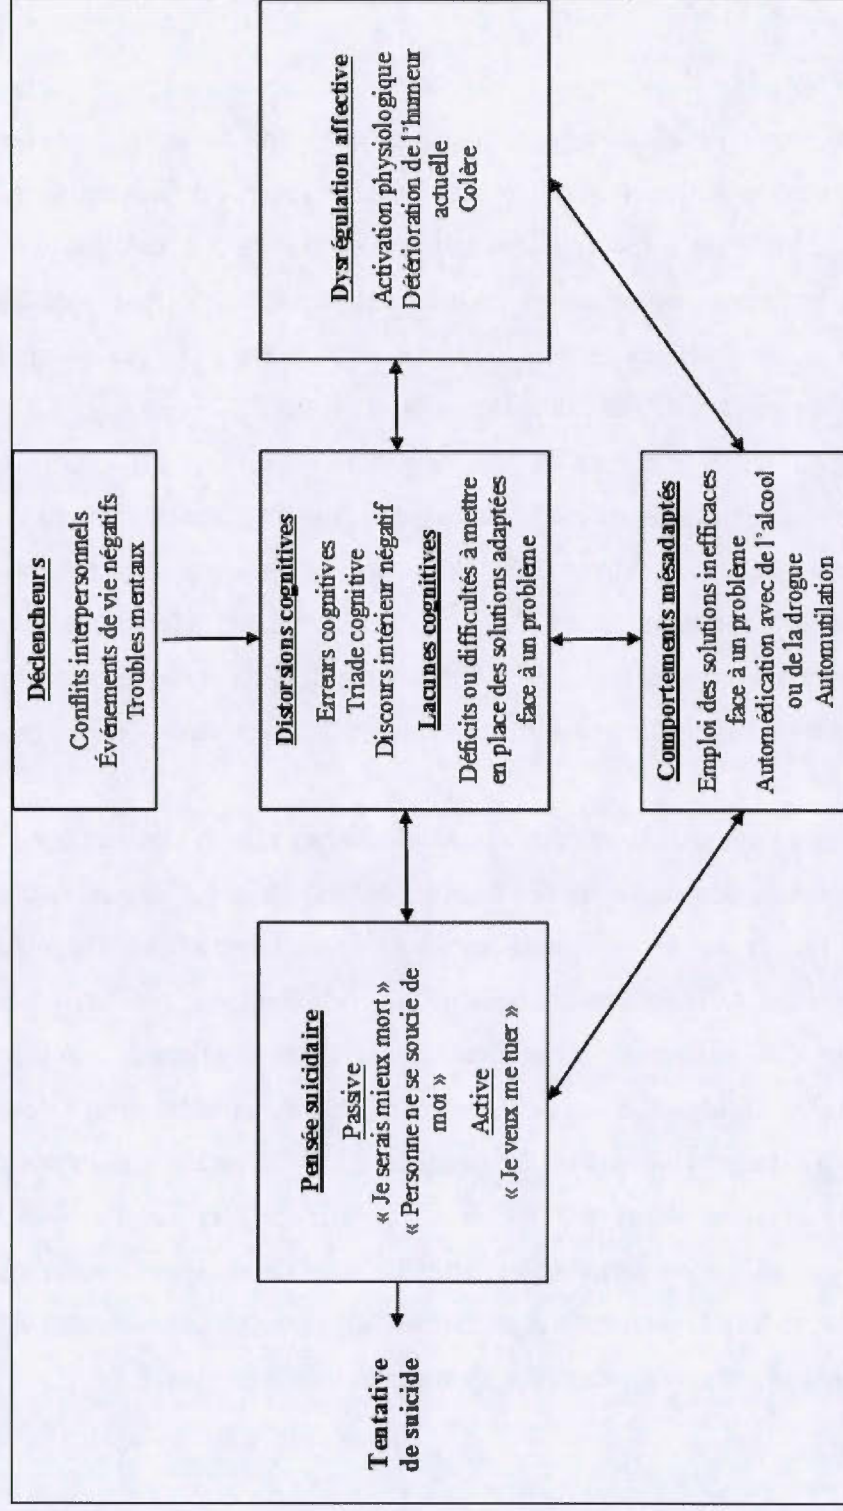 Déclencheurs
Conflits interpersonnels
Événements de vie négatifs
Troubles mentaux
Pensée suicidaire
Passive
« Je serais mieux mort »
« Personne ne se soucie de
moi »
Active
« Je veux me tuer »
Distorsions cognitives
Erreurs cognitives
Triade cognitive
Discours intérieur négatif
Lacunes cognitives
Déficits ou difficultés à mettre
en place des solutions adaptées
face à un problème
Dysrégulation affective
Activation physiologique
Détérioration de l'humeur
actuelle
Colère
Tentative
de suicide
Comportements mésadaptés
Emploi des solutions inefficaces
face à un problème
Automédication avec de l'alcool
ou de la drogue
Automutilation